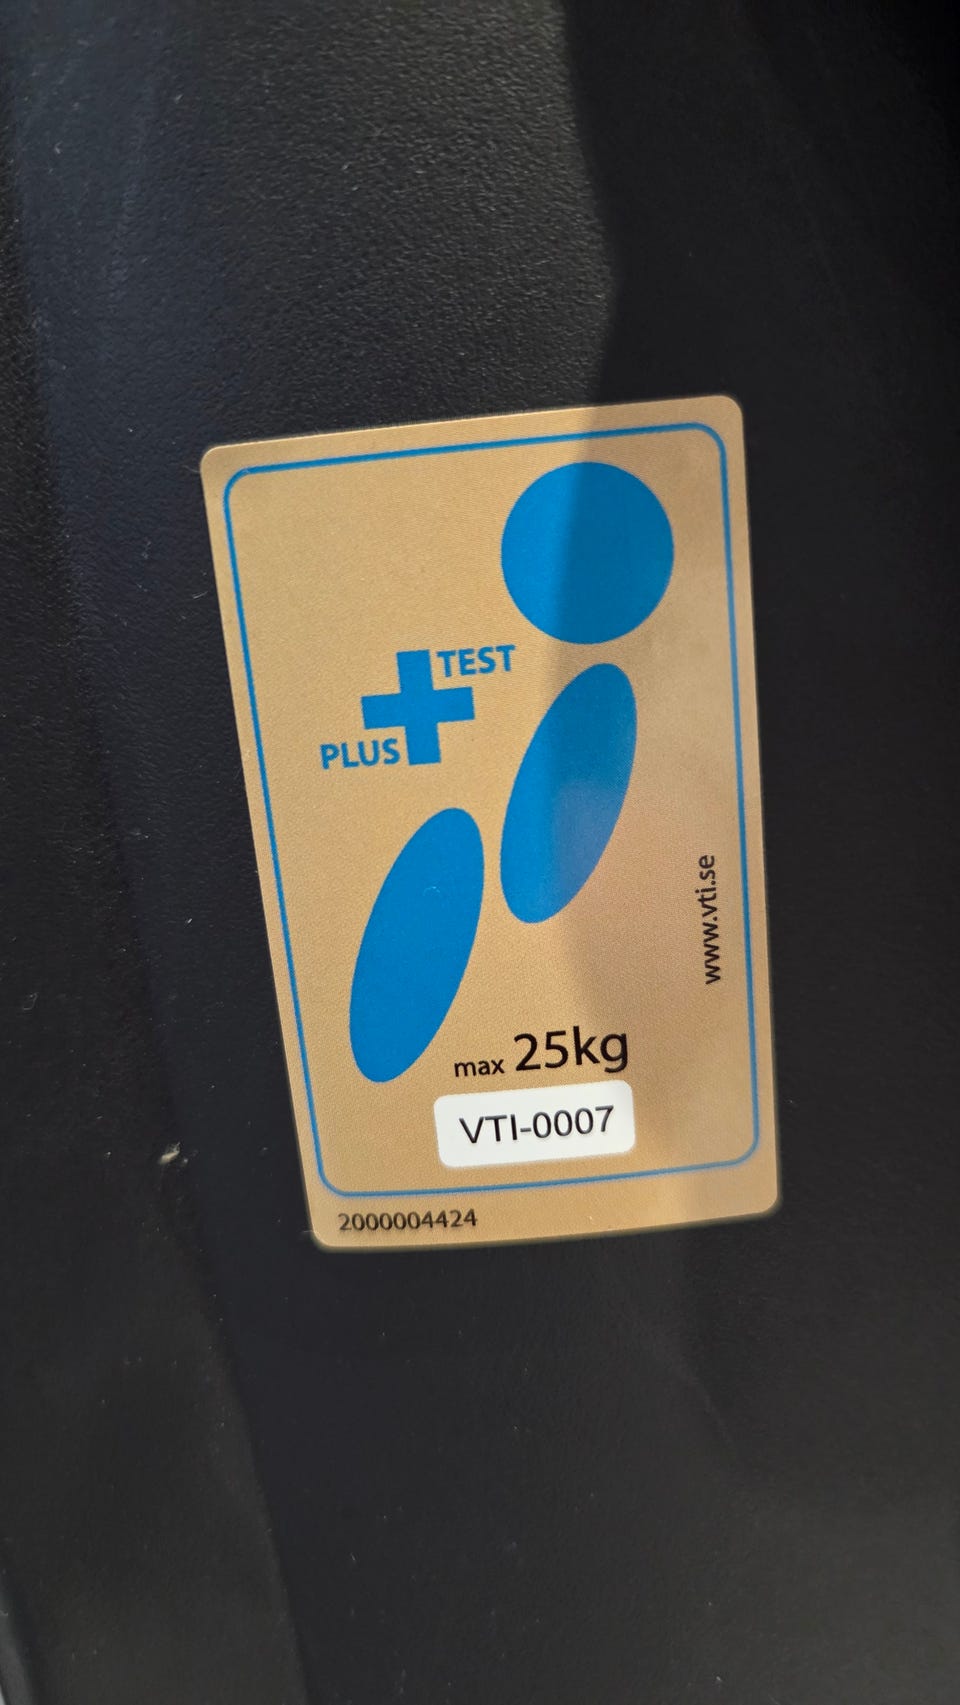 TEST
PLUS
www.vti.se
max 25kg
VTI-0007
2000004424